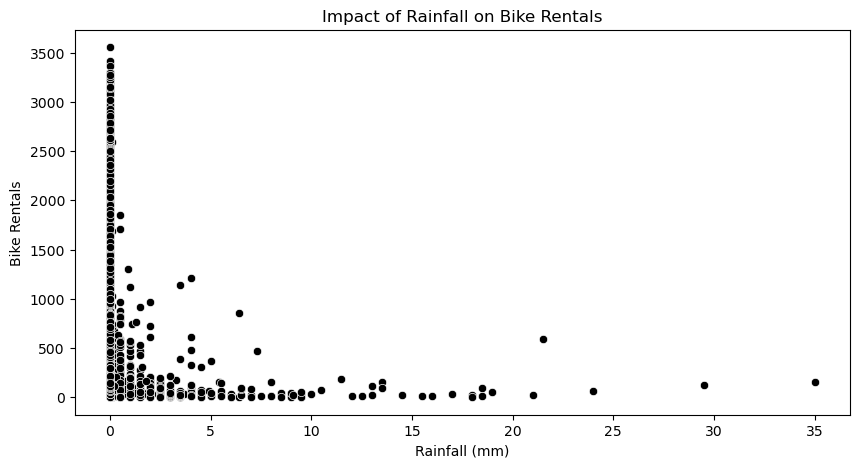 Impact of Rainfall on Bike Rentals
3500
3000
2500
2000
1500
1000
500
0
Bike Rentals
0 5 10 15 20 25 30 35
Rainfall (mm)